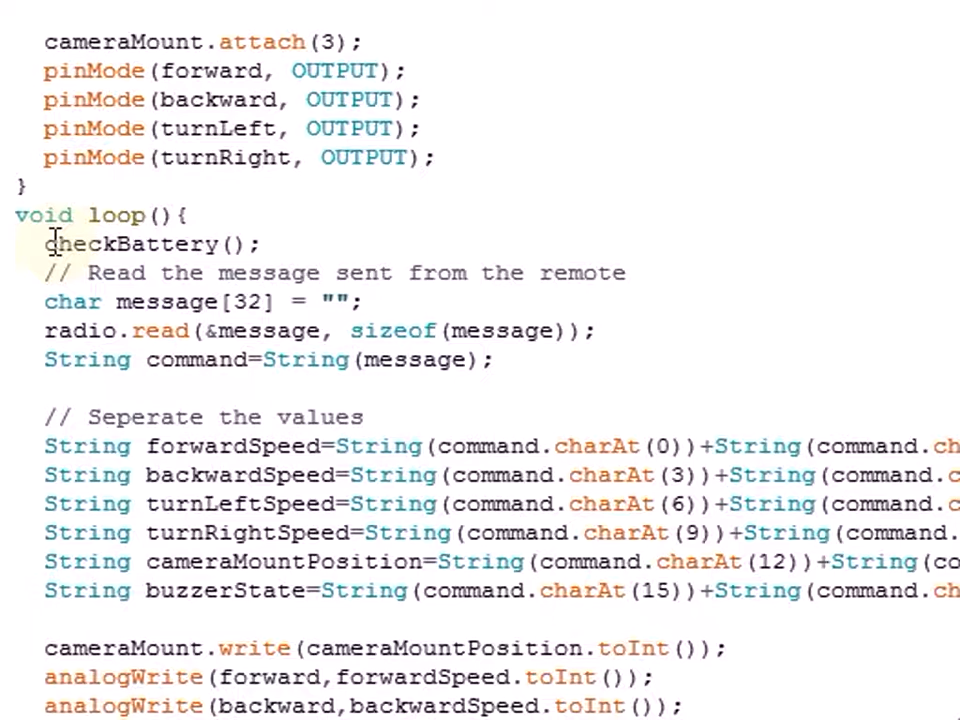 cameraMount.attach(3);
pinMode(forward, OUTPUT);
pinMode(backward, OUTPUT);
pinMode(turnLeft, OUTPUT);
pinMode(turnRight, OUTPUT);
}
void loop(){
checkBattery();
// Read the message sent from the remote
char message[32] = "";
radio.read(&message, sizeof(message));
String command=String(message);
// Seperate the values
String forwardSpeed=String(command.charAt(0))+String(command.ch
String backwardSpeed=String(command.charAt(3))+String(command.c
String turnLeftSpeed=String(command.charAt(6))+String(command.c
String turnRightSpeed=String(command.charAt(9))+String(command.
String cameraMountPosition=String(command.charAt(12))+String(co
String buzzerState=String(command.charAt(15))+String(command.ch
cameraMount.write(cameraMountPosition.toInt());
analogWrite(forward,forwardSpeed.toInt());
analogWrite(backward,backwardSpeed.toInt());